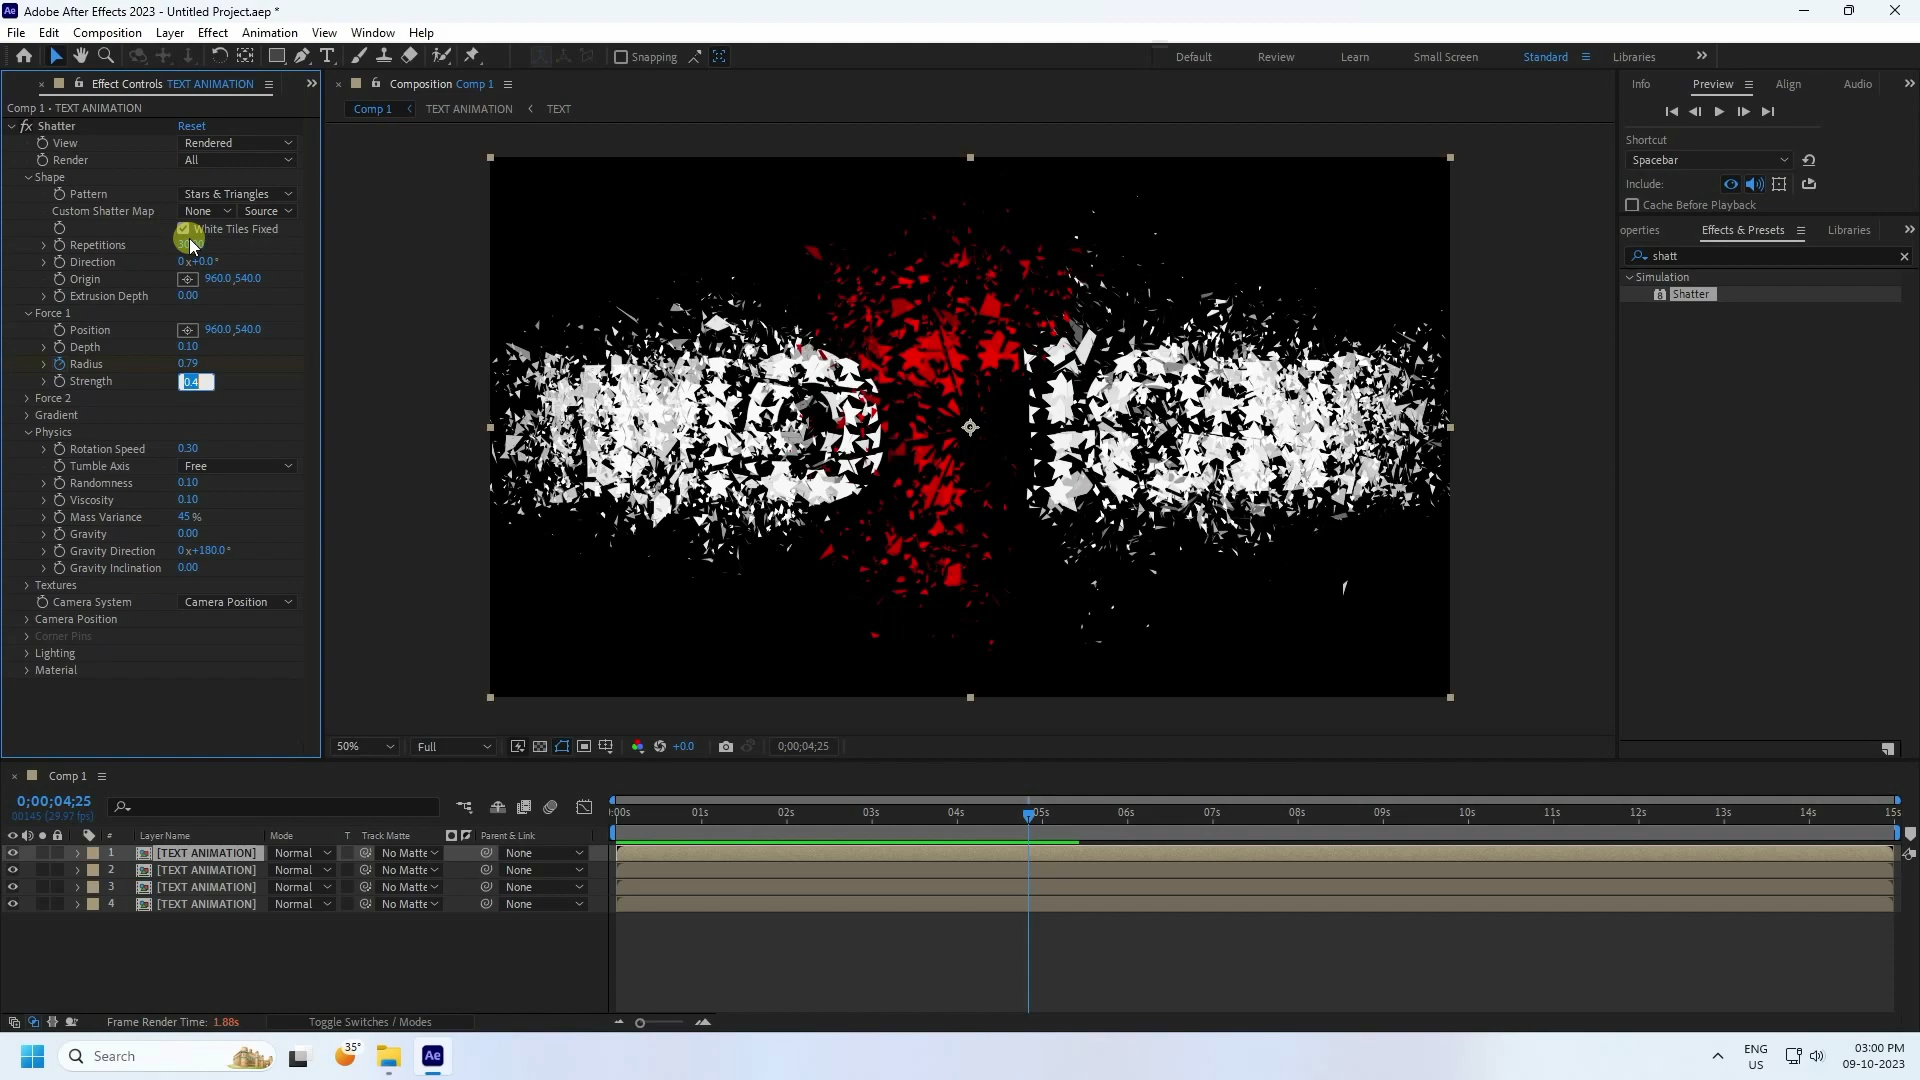 Ae Adobe After Effects 2023 - Untitled Project.aep *
File Edit Composition Layer Effect Animation View Window Help
Snapping
Default Review Learn Small Screen Standard Libraries
Effect Controls TEXT ANIMATION
Comp 1 • TEXT ANIMATION
fx Shatter Reset
View Rendered
Render All
Shape
Pattern Stars & Triangles
Custom Shatter Map None Source
White Tiles Fixed
Repetitions
Direction 0x+0.0°
Origin 960.0,540.0
Extrusion Depth 0.00
Force 1
Position 960.0,540.0
Depth 0.10
Radius 0.79
Strength 0.4
Force 2
Gradient
Physics
Rotation Speed 0.30
Tumble Axis Free
Randomness 0.10
Viscosity 0.10
Mass Variance 45 %
Gravity 0.00
Gravity Direction 0x+180.0°
Gravity Inclination 0.00
Textures
Camera System Camera Position
Camera Position
Corner Pins
Lighting
Material
Composition Comp 1
Comp 1 TEXT ANIMATION TEXT
50% Full +0.0 0;00;04;25
Info Preview Align Audio
Shortcut
Spacebar
Include:
Cache Before Playback
operties Effects & Presets Libraries
shatt
Simulation
8 Shatter
Comp 1
0;00;04;25
00145 (29.97 fps)
# Layer Name Mode T Track Matte Parent & Link
1 [TEXT ANIMATION] Normal No Matte None
2 [TEXT ANIMATION] Normal No Matte None
3 [TEXT ANIMATION] Normal No Matte None
4 [TEXT ANIMATION] Normal No Matte None
:00s 01s 02s 03s 04s 05s 06s 07s 08s 09s 10s 11s 12s 13s 14s 15s
Frame Render Time: 1.88s Toggle Switches / Modes
Search
35°
Ae
ENG
US
03:00 PM
09-10-2023